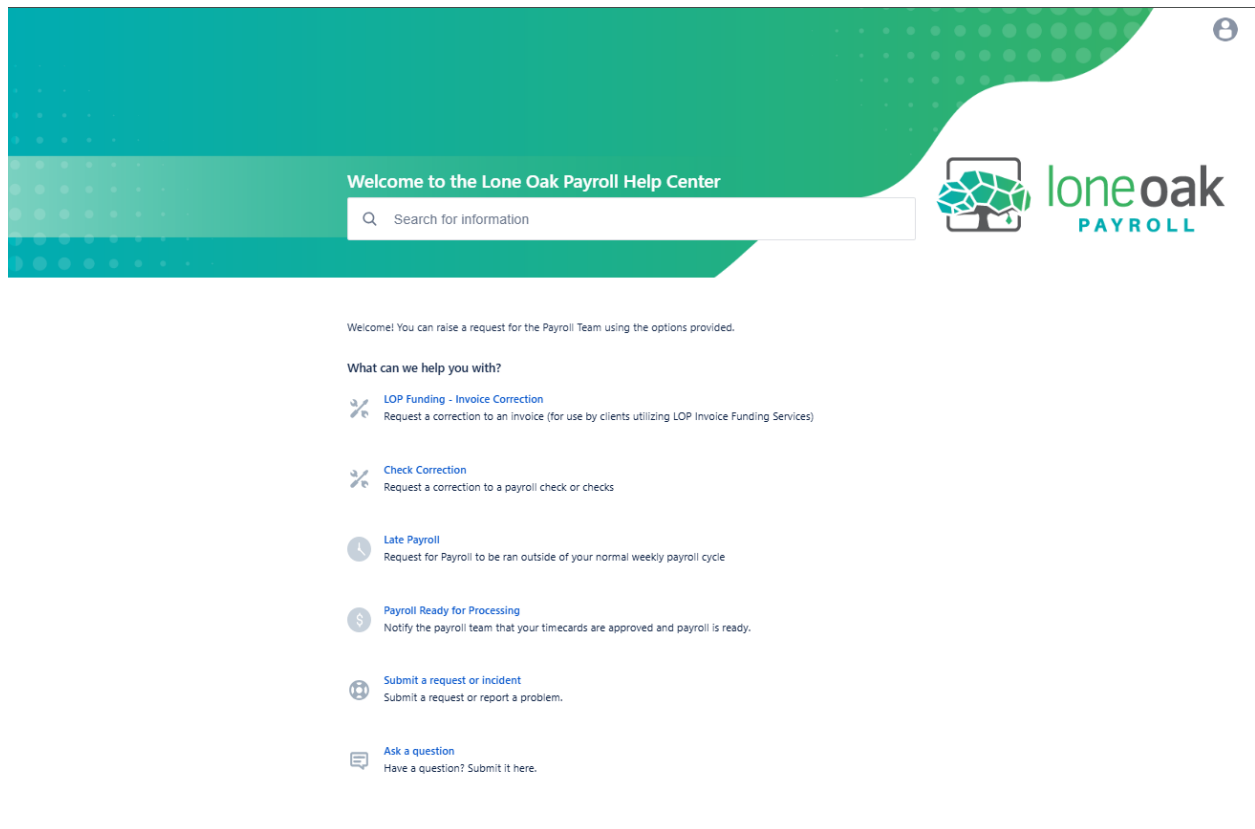 Welcome to the Lone Oak Payroll Help Center
Search for information
loneoak
PAYROLL
Welcome! You can raise a request for the Payroll Team using the options provided.
What can we help you with?
LOP Funding - Invoice Correction
Request a correction to an invoice (for use by clients utilizing LOP Invoice Funding Services)
Check Correction
Request a correction to a payroll check or checks
Late Payroll
Request for Payroll to be ran outside of your normal weekly payroll cycle
Payroll Ready for Processing
Notify the payroll team that your timecards are approved and payroll is ready.
Submit a request or incident
Submit a request or report a problem.
Ask a question
Have a question? Submit it here.